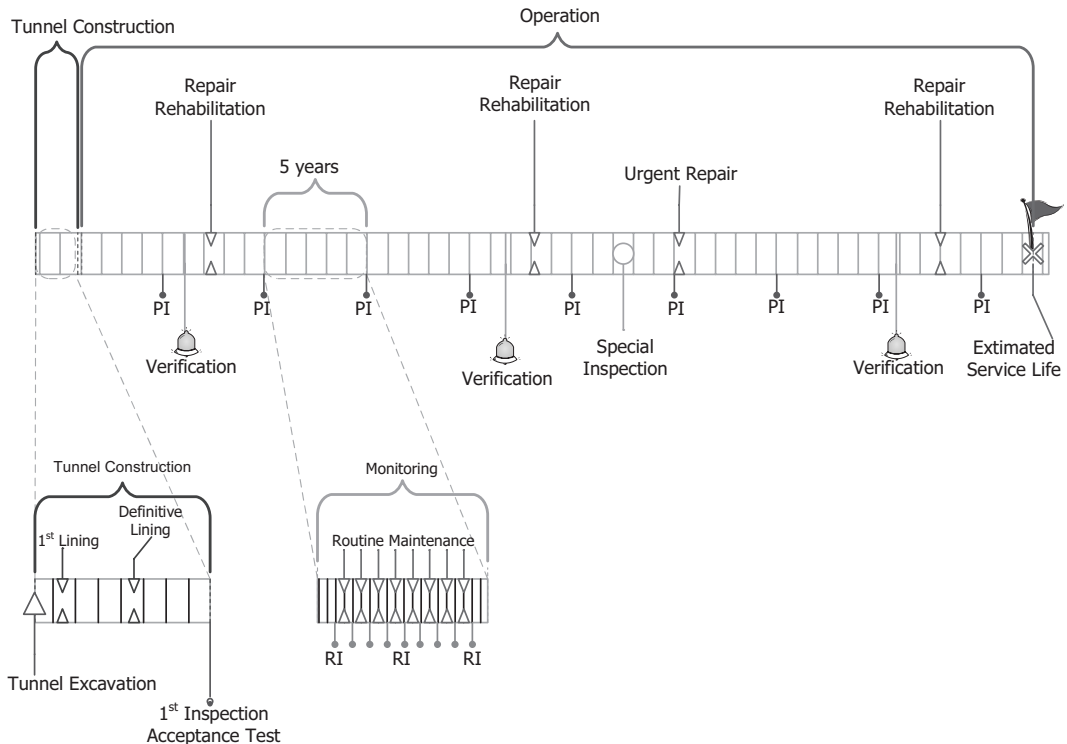 Tunnel Construction
Operation
Repair
Rehabilitation
Repair
Rehabilitation
Repair
Rehabilitation
5 years
Urgent Repair
PI
PI
PI
PI
PI
PI
PI
PI
PI
Verification
Verification
Special
Inspection
Verification
Extimated
Service Life
Tunnel Construction
Definitive
Lining
1st Lining
Monitoring
Routine Maintenance
RI
RI
RI
Tunnel Excavation
1st Inspection
Acceptance Test